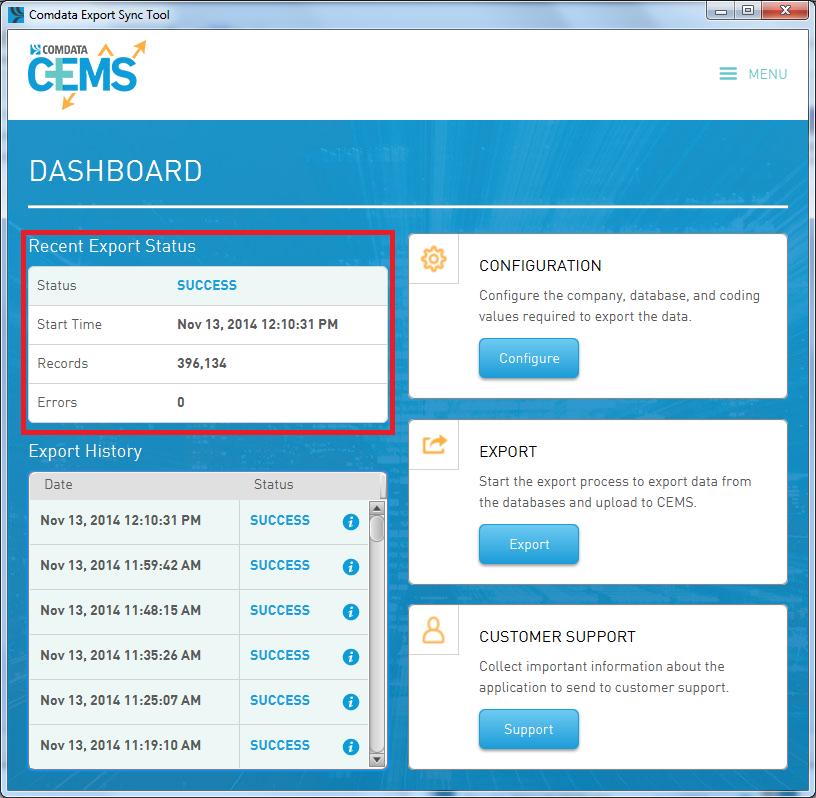 Comdata Export Sync Tool
COMDATA
CEMS
MENU
DASHBOARD
Recent Export Status
Status SUCCESS
Start Time Nov 13, 2014 12:10:31 PM
Records 396,134
Errors 0
Export History
Date Status
Nov 13, 2014 12:10:31 PM SUCCESS i
Nov 13, 2014 11:59:42 AM SUCCESS i
Nov 13, 2014 11:48:15 AM SUCCESS i
Nov 13, 2014 11:35:26 AM SUCCESS i
Nov 13, 2014 11:25:07 AM SUCCESS i
Nov 13, 2014 11:19:10 AM SUCCESS i
CONFIGURATION
Configure the company, database, and coding
values required to export the data.
Configure
EXPORT
Start the export process to export data from
the databases and upload to CEMS.
Export
CUSTOMER SUPPORT
Collect important information about the
application to send to customer support.
Support